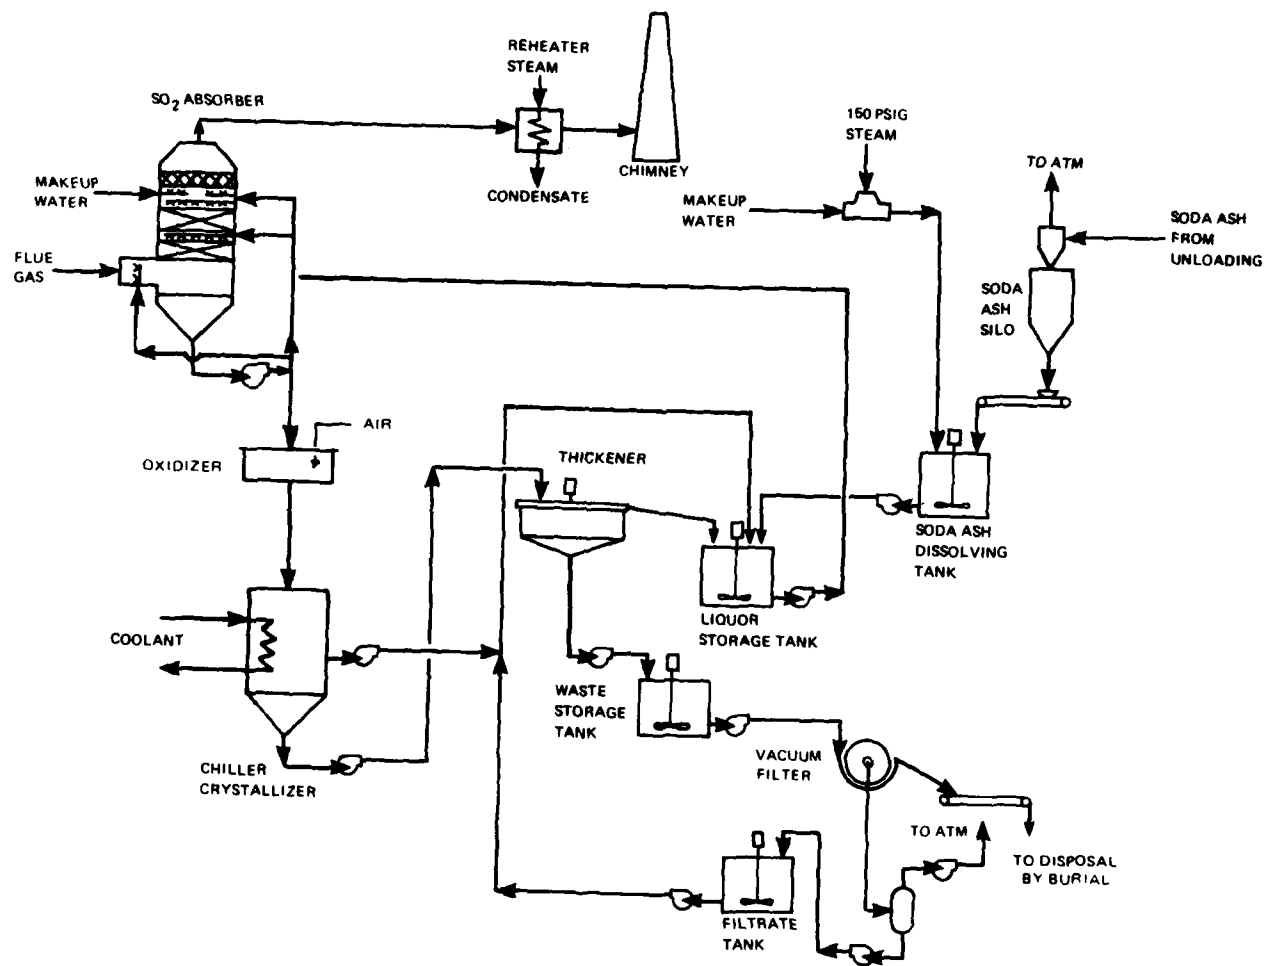 REHEATER
STEAM
SO2 ABSORBER
150 PSIG
STEAM
TO ATM
CHIMNEY
MAKEUP
WATER
CONDENSATE
MAKEUP
WATER
SODA ASH
FROM
UNLOADING
FLUE
GAS
SODA
ASH
SILO
AIR
OXIDIZER
THICKENER
SODA ASH
DISSOLVING
TANK
LIQUOR
STORAGE TANK
COOLANT
WASTE
STORAGE
TANK
CHILLER
CRYSTALLIZER
VACUUM
FILTER
TO ATM
TO DISPOSAL
BY BURIAL
FILTRATE
TANK